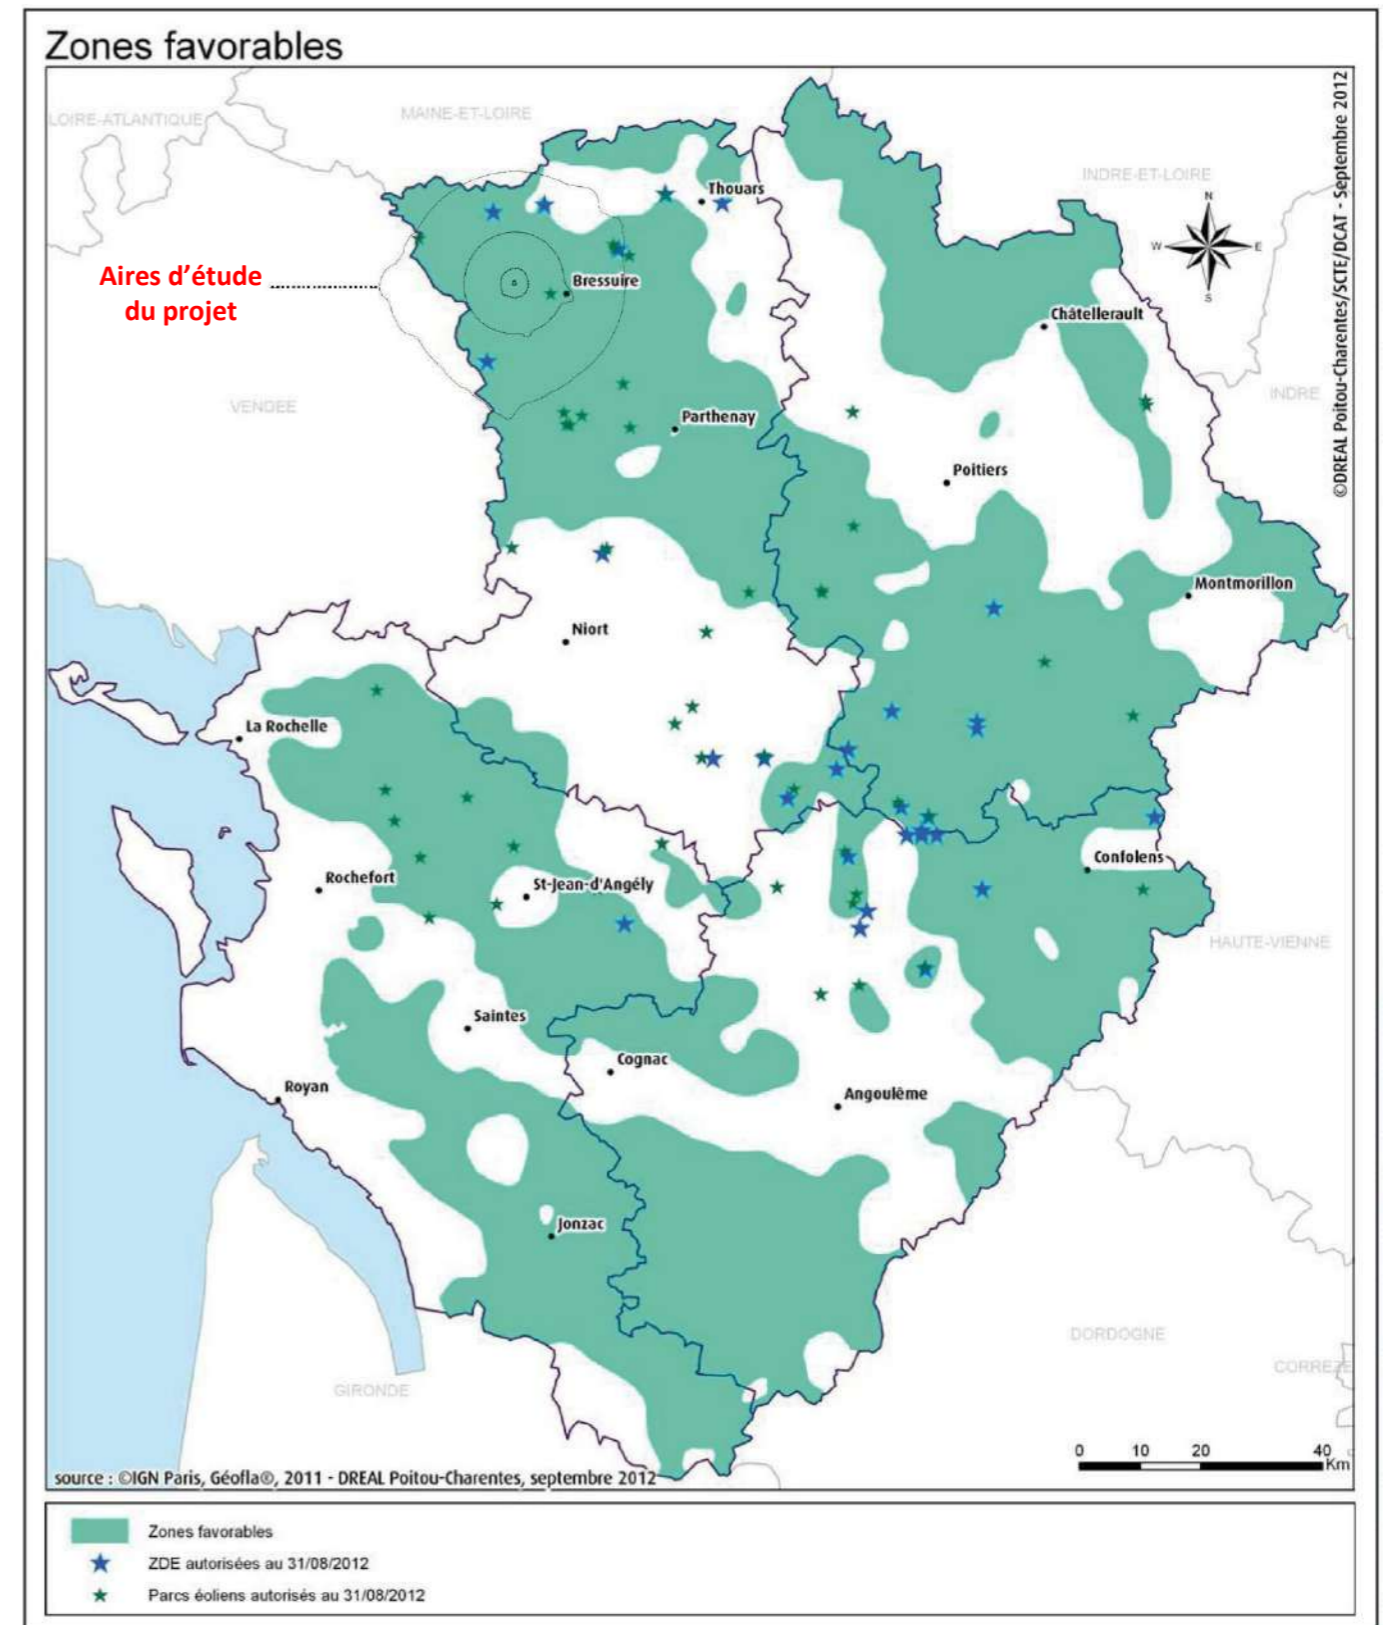 Zones favorables
LOIRE-ATLANTIQUE
MAINE-ET-LOIRE
INDRE-ET-LOIRE
©DREAL Poitou-Charentes/SCTE/DCAT - Septembre 2012
Thouars
N
W
E
S
Aires d'étude
du projet
Bressuire
Châtellerault
VENDEE
INDRE
Parthenay
Poitiers
Montmorillon
Niort
La Rochelle
Confolens
Rochefort
St-Jean-d'Angély
HAUTE-VIENNE
Saintes
Cognac
Royan
Angoulême
Jonzac
DORDOGNE
CORREZE
GIRONDE
0 10 20 40
Km
source : ©IGN Paris, Géofla®, 2011 - DREAL Poitou-Charentes, septembre 2012
Zones favorables
ZDE autorisées au 31/08/2012
Parcs éoliens autorisés au 31/08/2012